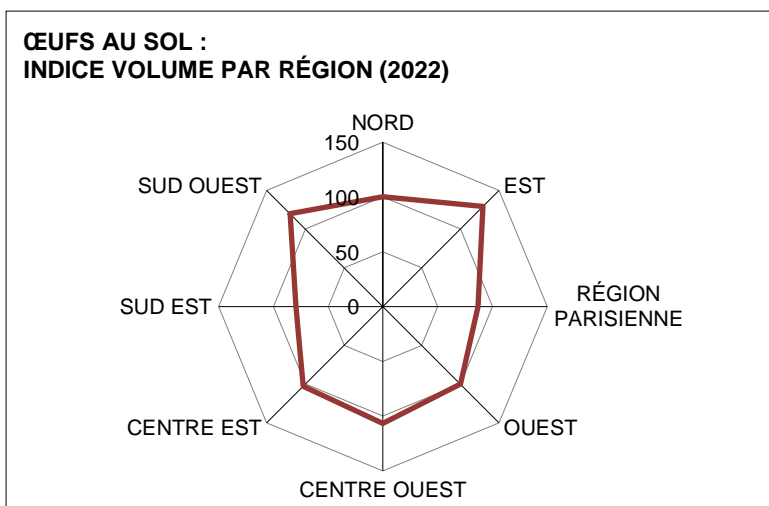 ŒUFS AU SOL :
INDICE VOLUME PAR RÉGION (2022)
NORD
150
SUD OUEST
EST
100
50
SUD EST
0
RÉGION
PARISIENNE
CENTRE EST
OUEST
CENTRE OUEST